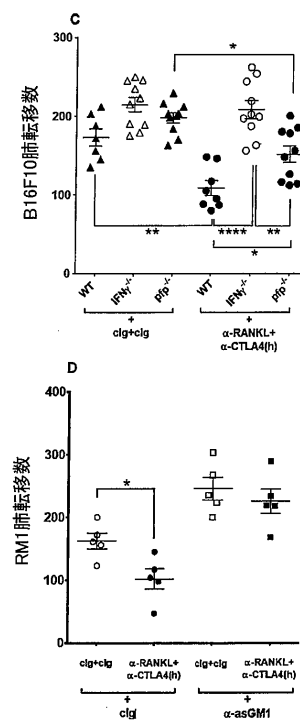 C
B16F10肺転移数
300
200
100
0
*
**
****
**
*
WT
IFNγ-/-
pfp-/-
WT
IFNγ-/-
pfp-/-
+
cIg+cIg
+
α-RANKL+
α-CTLA4(h)
D
RM1肺転移数
400
300
200
100
0
*
cIg+cIg
α-RANKL+
α-CTLA4(h)
cIg+cIg
α-RANKL+
α-CTLA4(h)
+
cIg
+
α-asGM1